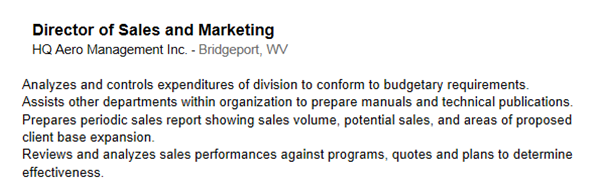 Director of Sales and Marketing
HQ Aero Management Inc. - Bridgeport, WV
Analyzes and controls expenditures of division to conform to budgetary requirements.
Assists other departments within organization to prepare manuals and technical publications.
Prepares periodic sales report showing sales volume, potential sales, and areas of proposed
client base expansion.
Reviews and analyzes sales performances against programs, quotes and plans to determine
effectiveness.